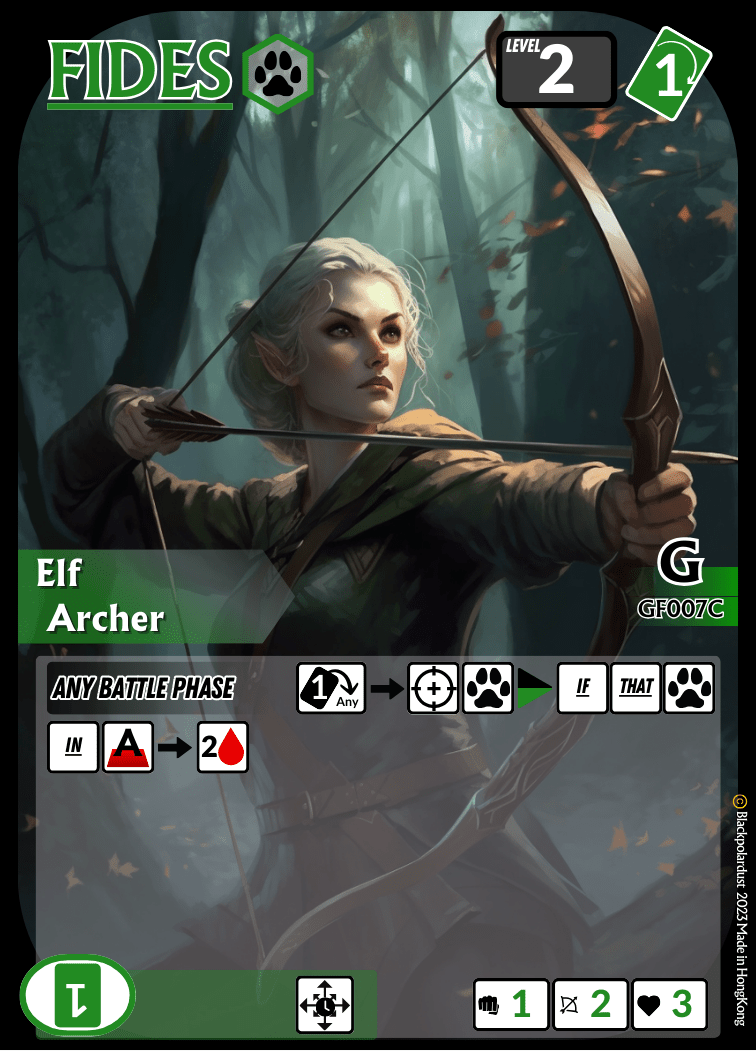 FIDES
LEVEL 2
1
Elf
Archer
G
GF007C
ANY BATTLE PHASE 1 Any IF THAT
IN A 2
1
1 2 3
© Blackpolardust 2023 Made in HongKong